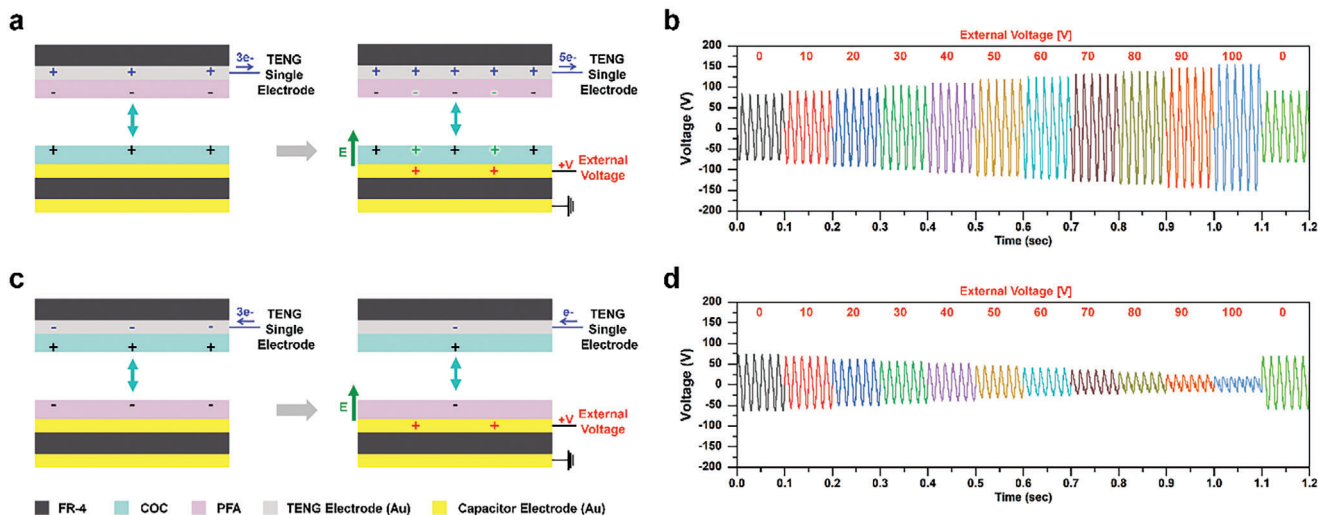 a
3e-
TENG
Single
Electrode
+ + +
- - -
+ + +
5e-
TENG
Single
Electrode
+ + + + +
- - - - -
E
+ + + + +
+ +
+V
External
Voltage
b
External Voltage [V]
0 10 20 30 40 50 60 70 80 90 100 0
Voltage (V)
200
150
100
50
0
-50
-100
-150
-200
0.0 0.1 0.2 0.3 0.4 0.5 0.6 0.7 0.8 0.9 1.0 1.1 1.2
Time (sec)
c
3e-
TENG
Single
Electrode
- - -
+ + +
- - -
e-
TENG
Single
Electrode
-
+
E
-
+ +
+V
External
Voltage
d
External Voltage [V]
0 10 20 30 40 50 60 70 80 90 100 0
Voltage (V)
200
150
100
50
0
-50
-100
-150
-200
0.0 0.1 0.2 0.3 0.4 0.5 0.6 0.7 0.8 0.9 1.0 1.1 1.2
Time (sec)
FR-4
COC
PFA
TENG Electrode (Au)
Capacitor Electrode (Au)